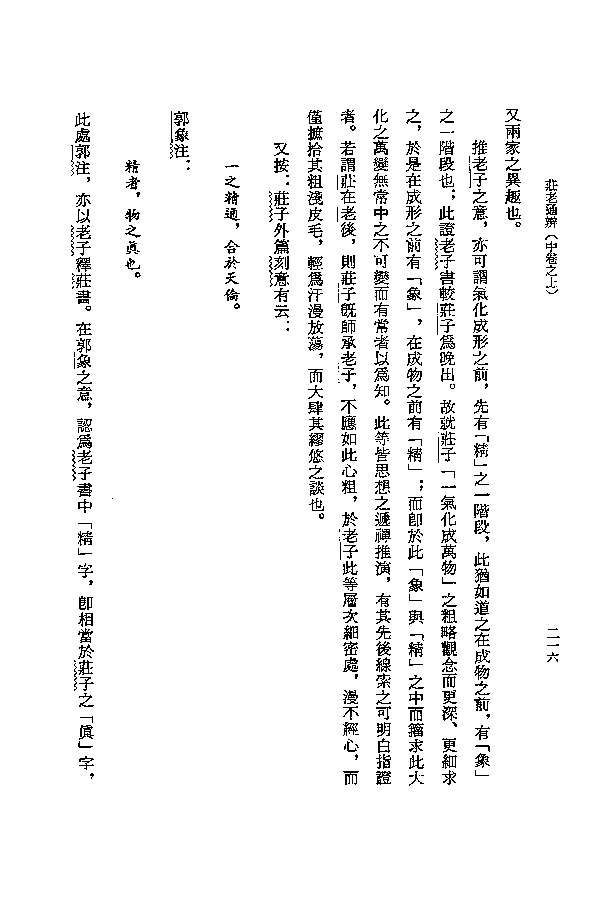 莊老通辨（中卷之上）
二一六
又兩家之異趣也。
推老子之意，亦可謂氣化成形之前，先有「精」之一階段，此猶如道之在成物之前，有「象」
之一階段也；此證老子書較莊子爲晚出。故就莊子「一氣化成萬物」之粗略觀念而更深、更細求
之，於是在成形之前有「象」，在成物之前有「精」；而卽於此「象」與「精」之中而籀求此大
化之萬變無常中之不可變而有常者以爲知。此等皆思想之遞禪推演，有其先後線索之可明白指證
者。若謂莊在老後，則莊子旣師承老子，不應如此心粗，於老子此等層次細密處，漫不經心，而
僅摭拾其粗淺皮毛，輕爲汗漫放蕩，而大肆其繆悠之談也。
又按：莊子外篇刻意有云：
一之精通，合於天倫。
郭象注：
精者，物之眞也。
此處郭注，亦以老子釋莊書。在郭象之意，認爲老子書中「精」字，卽相當於莊子之「眞」字，